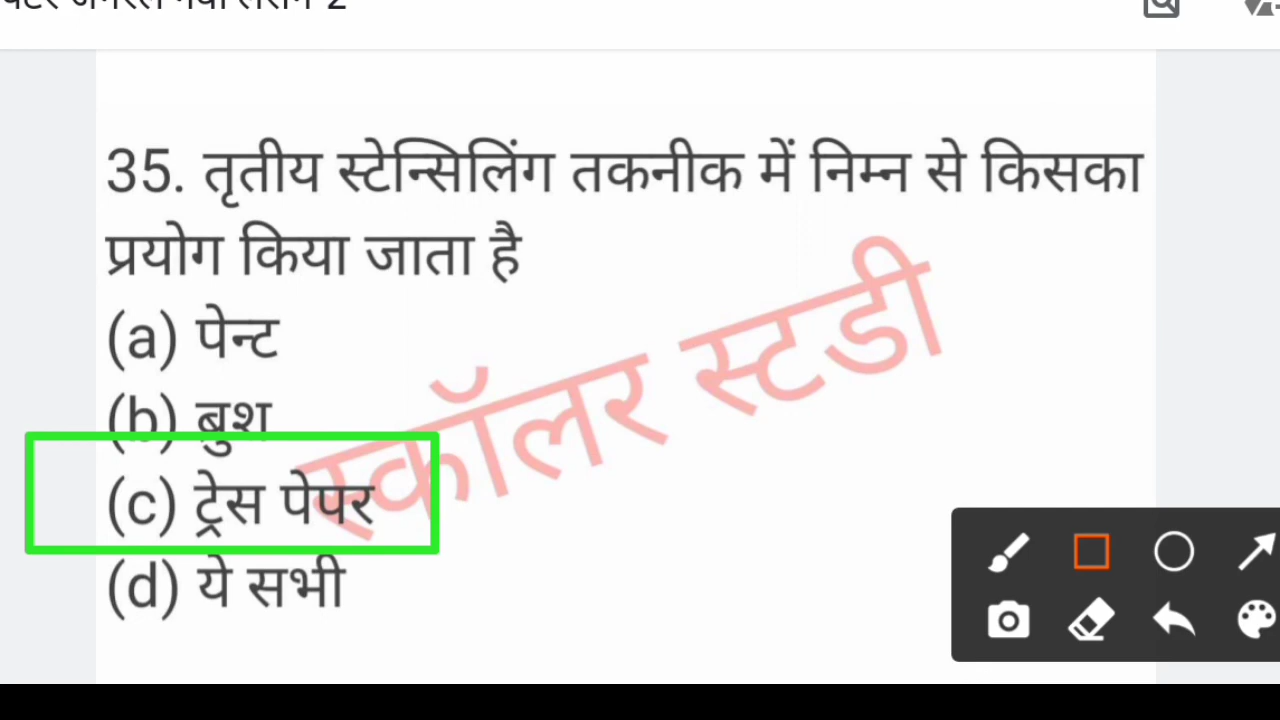 35. तृतीय स्टेन्सिलिंग तकनीक में निम्न से किसका
प्रयोग किया जाता है
(a) पेन्ट
(b) बुश
(c) ट्रेस पेपर
(d) ये सभी
स्कॉलर स्टडी